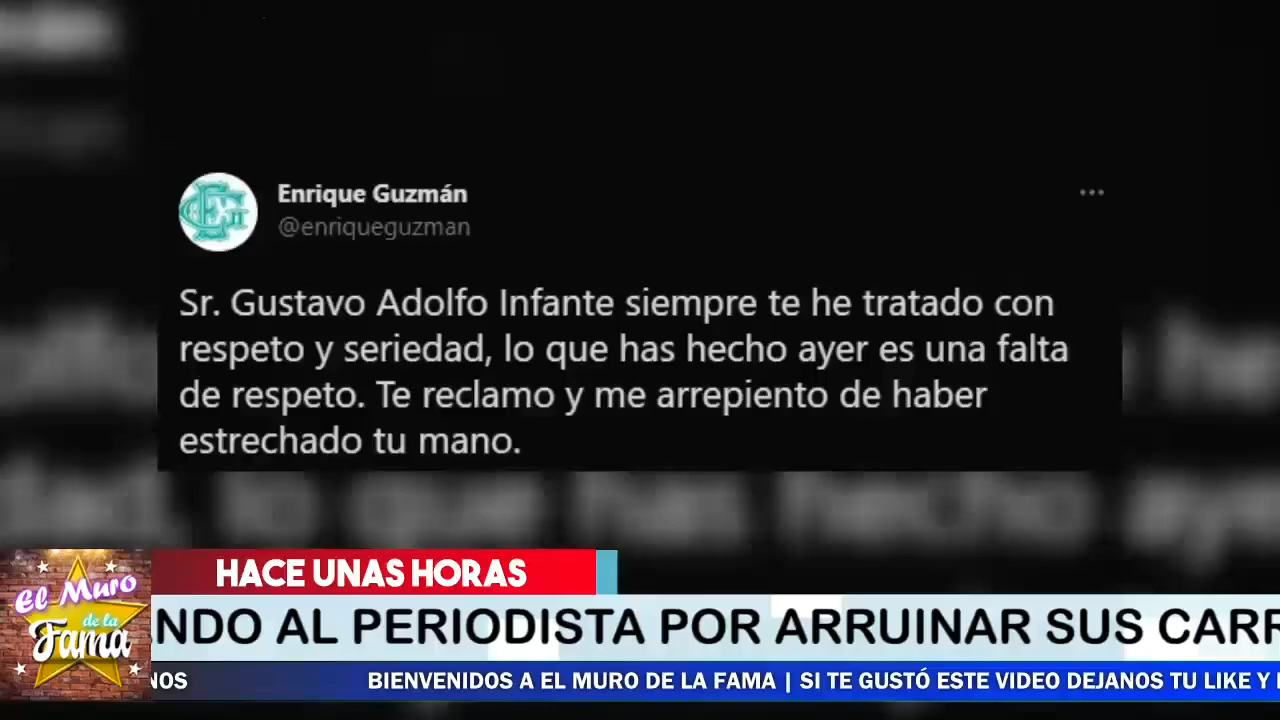 Enrique Guzmán
@enriqueguzman
Sr. Gustavo Adolfo Infante siempre te he tratado con
respeto y seriedad, lo que has hecho ayer es una falta
de respeto. Te reclamo y me arrepiento de haber
estrechado tu mano.
HACE UNAS HORAS
El Muro
de la
Fama
NDO AL PERIODISTA POR ARRUINAR SUS CARR
NOS BIENVENIDOS A EL MURO DE LA FAMA | SI TE GUSTÓ ESTE VIDEO DEJANOS TU LIKE Y